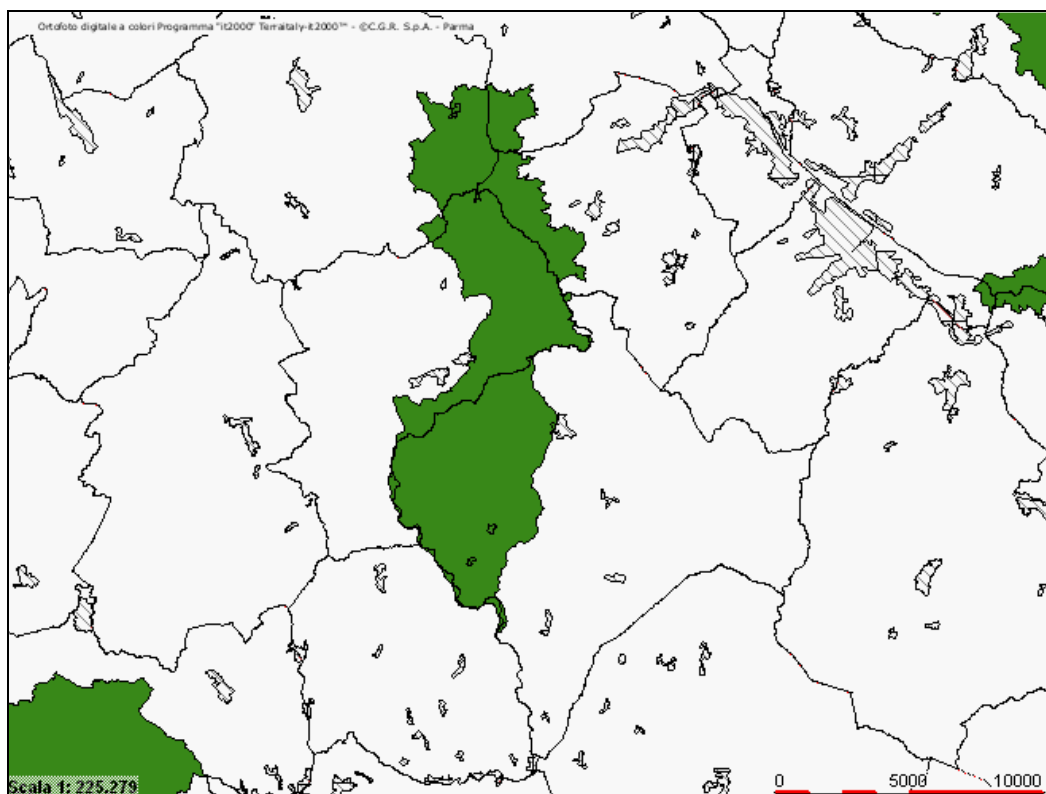 Ortofoto digitale a colori Programma "it2000" Terraitaly-it2000™ - ©C.G.R. S.p.A. - Parma
Scala 1: 225.279
0 5000 10000